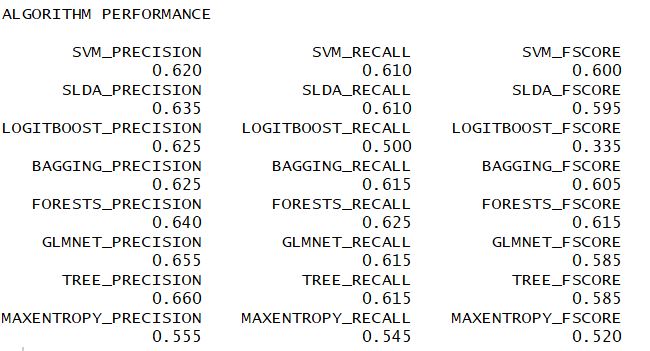 ALGORITHM PERFORMANCE
SVM_PRECISION SVM_RECALL SVM_FSCORE
0.620 0.610 0.600
SLDA_PRECISION SLDA_RECALL SLDA_FSCORE
0.635 0.610 0.595
LOGITBOOST_PRECISION LOGITBOOST_RECALL LOGITBOOST_FSCORE
0.625 0.500 0.335
BAGGING_PRECISION BAGGING_RECALL BAGGING_FSCORE
0.625 0.615 0.605
FORESTS_PRECISION FORESTS_RECALL FORESTS_FSCORE
0.640 0.625 0.615
GLMNET_PRECISION GLMNET_RECALL GLMNET_FSCORE
0.655 0.615 0.585
TREE_PRECISION TREE_RECALL TREE_FSCORE
0.660 0.615 0.585
MAXENTROPY_PRECISION MAXENTROPY_RECALL MAXENTROPY_FSCORE
0.555 0.545 0.520